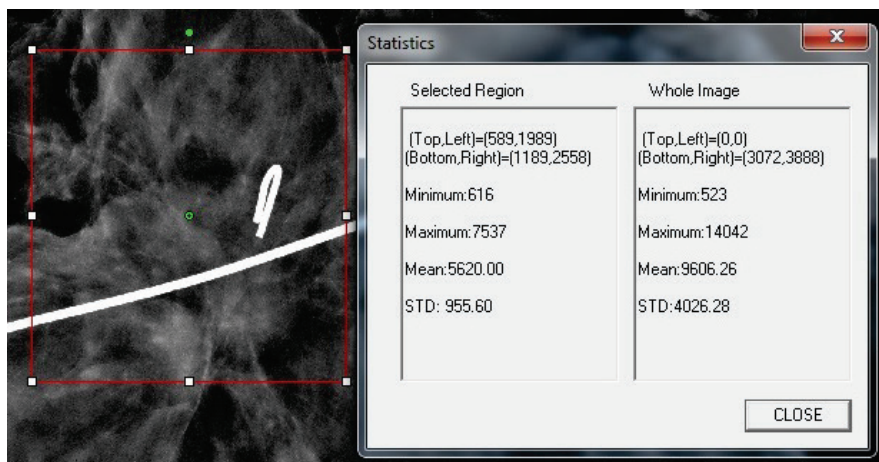 Statistics
Selected Region
(Top,Left)=(589,1989)
(Bottom,Right)=(1189,2558)
Minimum:616
Maximum:7537
Mean:5620.00
STD: 955.60
Whole Image
(Top,Left)=(0,0)
(Bottom,Right)=(3072,3888)
Minimum:523
Maximum:14042
Mean:9606.26
STD:4026.28
CLOSE